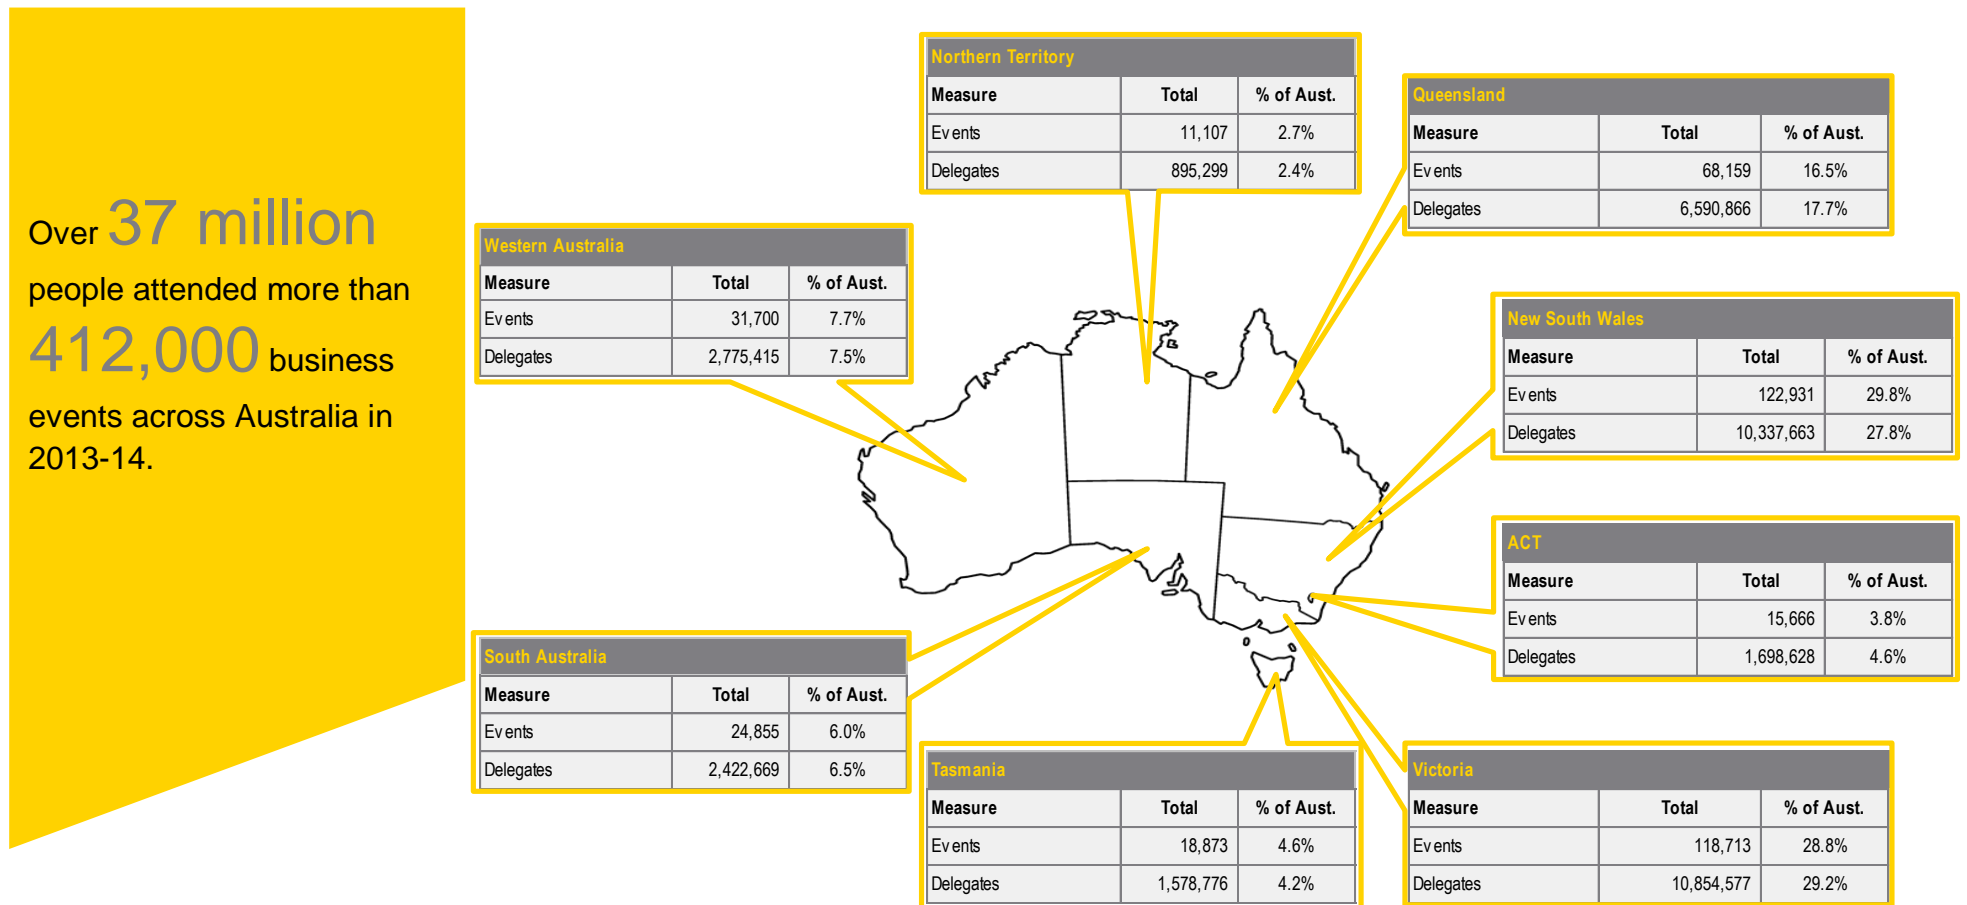 Over 37 million
people attended more than
412,000 business
events across Australia in
2013-14.
Northern Territory
Measure Total % of Aust.
Events 11,107 2.7%
Delegates 895,299 2.4%
Queensland
Measure Total % of Aust.
Events 68,159 16.5%
Delegates 6,590,866 17.7%
Western Australia
Measure Total % of Aust.
Events 31,700 7.7%
Delegates 2,775,415 7.5%
New South Wales
Measure Total % of Aust.
Events 122,931 29.8%
Delegates 10,337,663 27.8%
ACT
Measure Total % of Aust.
Events 15,666 3.8%
Delegates 1,698,628 4.6%
South Australia
Measure Total % of Aust.
Events 24,855 6.0%
Delegates 2,422,669 6.5%
Tasmania
Measure Total % of Aust.
Events 18,873 4.6%
Delegates 1,578,776 4.2%
Victoria
Measure Total % of Aust.
Events 118,713 28.8%
Delegates 10,854,577 29.2%